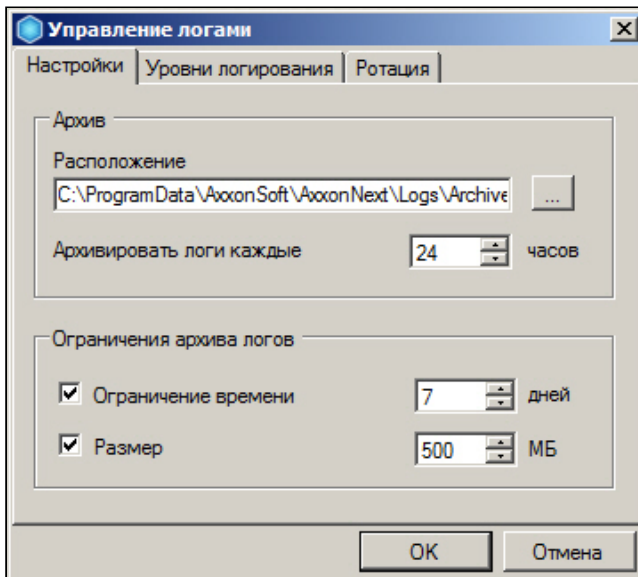 Управление логами
Настройки Уровни логирования Ротация
Архив
Расположение
C:\ProgramData\AxxonSoft\AxxonNext\Logs\Archive ...
Архивировать логи каждые 24 часов
Ограничения архива логов
Ограничение времени 7 дней
Размер 500 МБ
OK Отмена